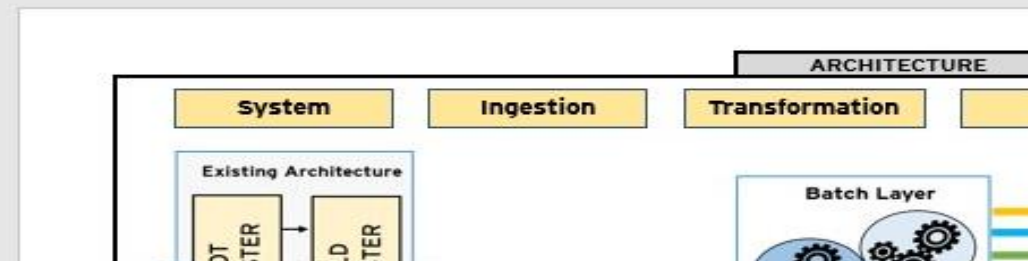 ARCHITECTURE
System
Ingestion
Transformation
Existing Architecture
Batch Layer